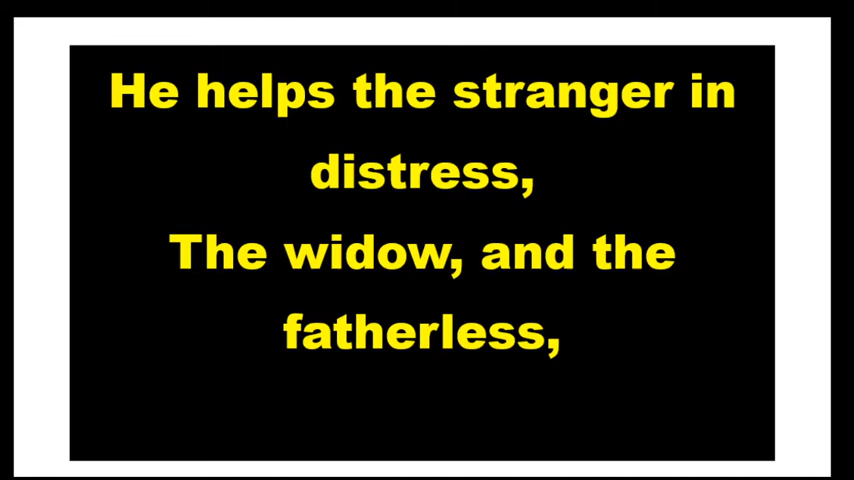 He helps the stranger in
distress,
The widow, and the
fatherless,